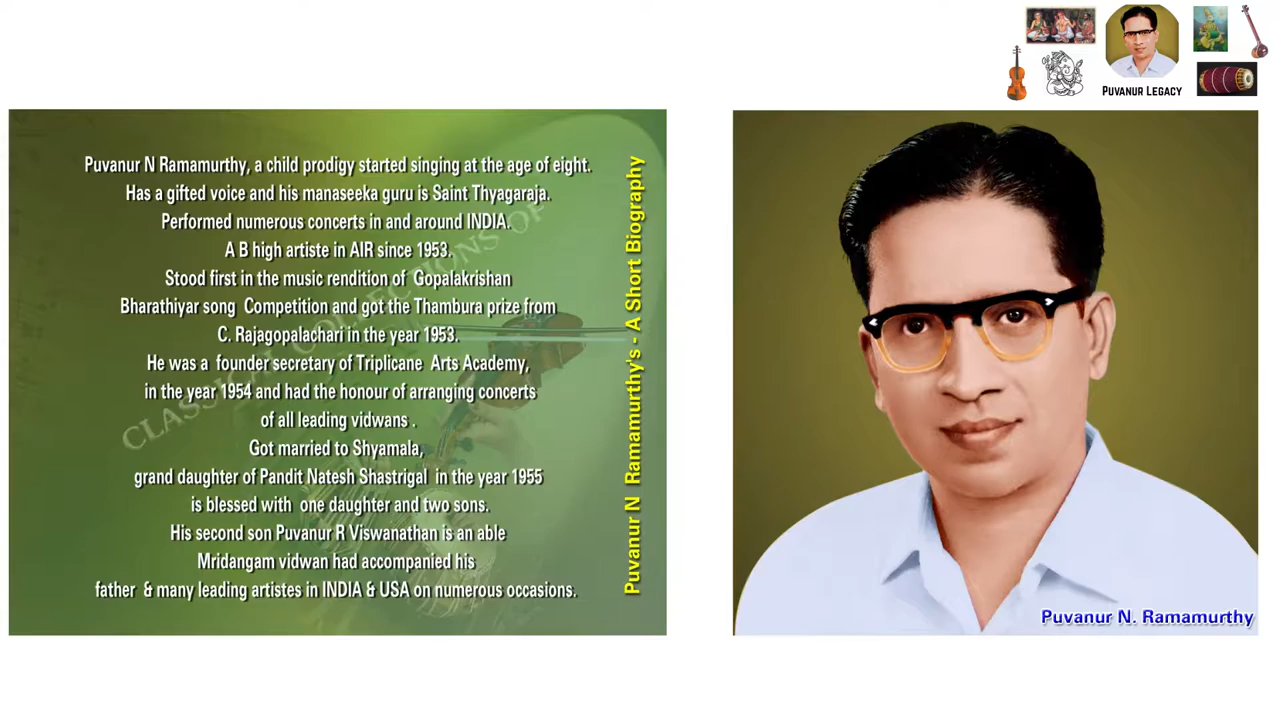 PUVANUR LEGACY
Puvanur N Ramamurthy, a child prodigy started singing at the age of eight.
Has a gifted voice and his manaseeka guru is Saint Thyagaraja.
Performed numerous concerts in and around INDIA.
A B high artiste in AIR since 1953.
Stood first in the music rendition of Gopalakrishan
Bharathiyar song Competition and got the Thambura prize from
C. Rajagopalachari in the year 1953.
He was a founder secretary of Triplicane Arts Academy,
in the year 1954 and had the honour of arranging concerts
of all leading vidwans .
Got married to Shyamala,
grand daughter of Pandit Natesh Shastrigal in the year 1955
is blessed with one daughter and two sons.
His second son Puvanur R Viswanathan is an able
Mridangam vidwan had accompanied his
father & many leading artistes in INDIA & USA on numerous occasions.
Puvanur N Ramamurthy's - A Short Biography
CLASSICAL COLLECTIONS OF
Puvanur N. Ramamurthy